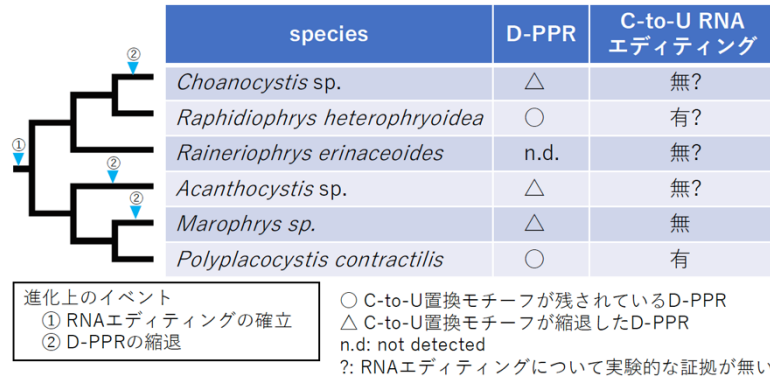 species D-PPR C-to-U RNA
エディティング
②
Choanocystis sp. △ 無?
Raphidiophrys heterophryoidea ○ 有?
①
Raineriophrys erinaceoides n.d. 無?
②
Acanthocystis sp. △ 無?
②
Marophrys sp. △ 無
Polyplacocystis contractilis ○ 有
進化上のイベント
① RNAエディティングの確立
② D-PPRの縮退
○ C-to-U置換モチーフが残されているD-PPR
△ C-to-U置換モチーフが縮退したD-PPR
n.d: not detected
?: RNAエディティングについて実験的な証拠が無い